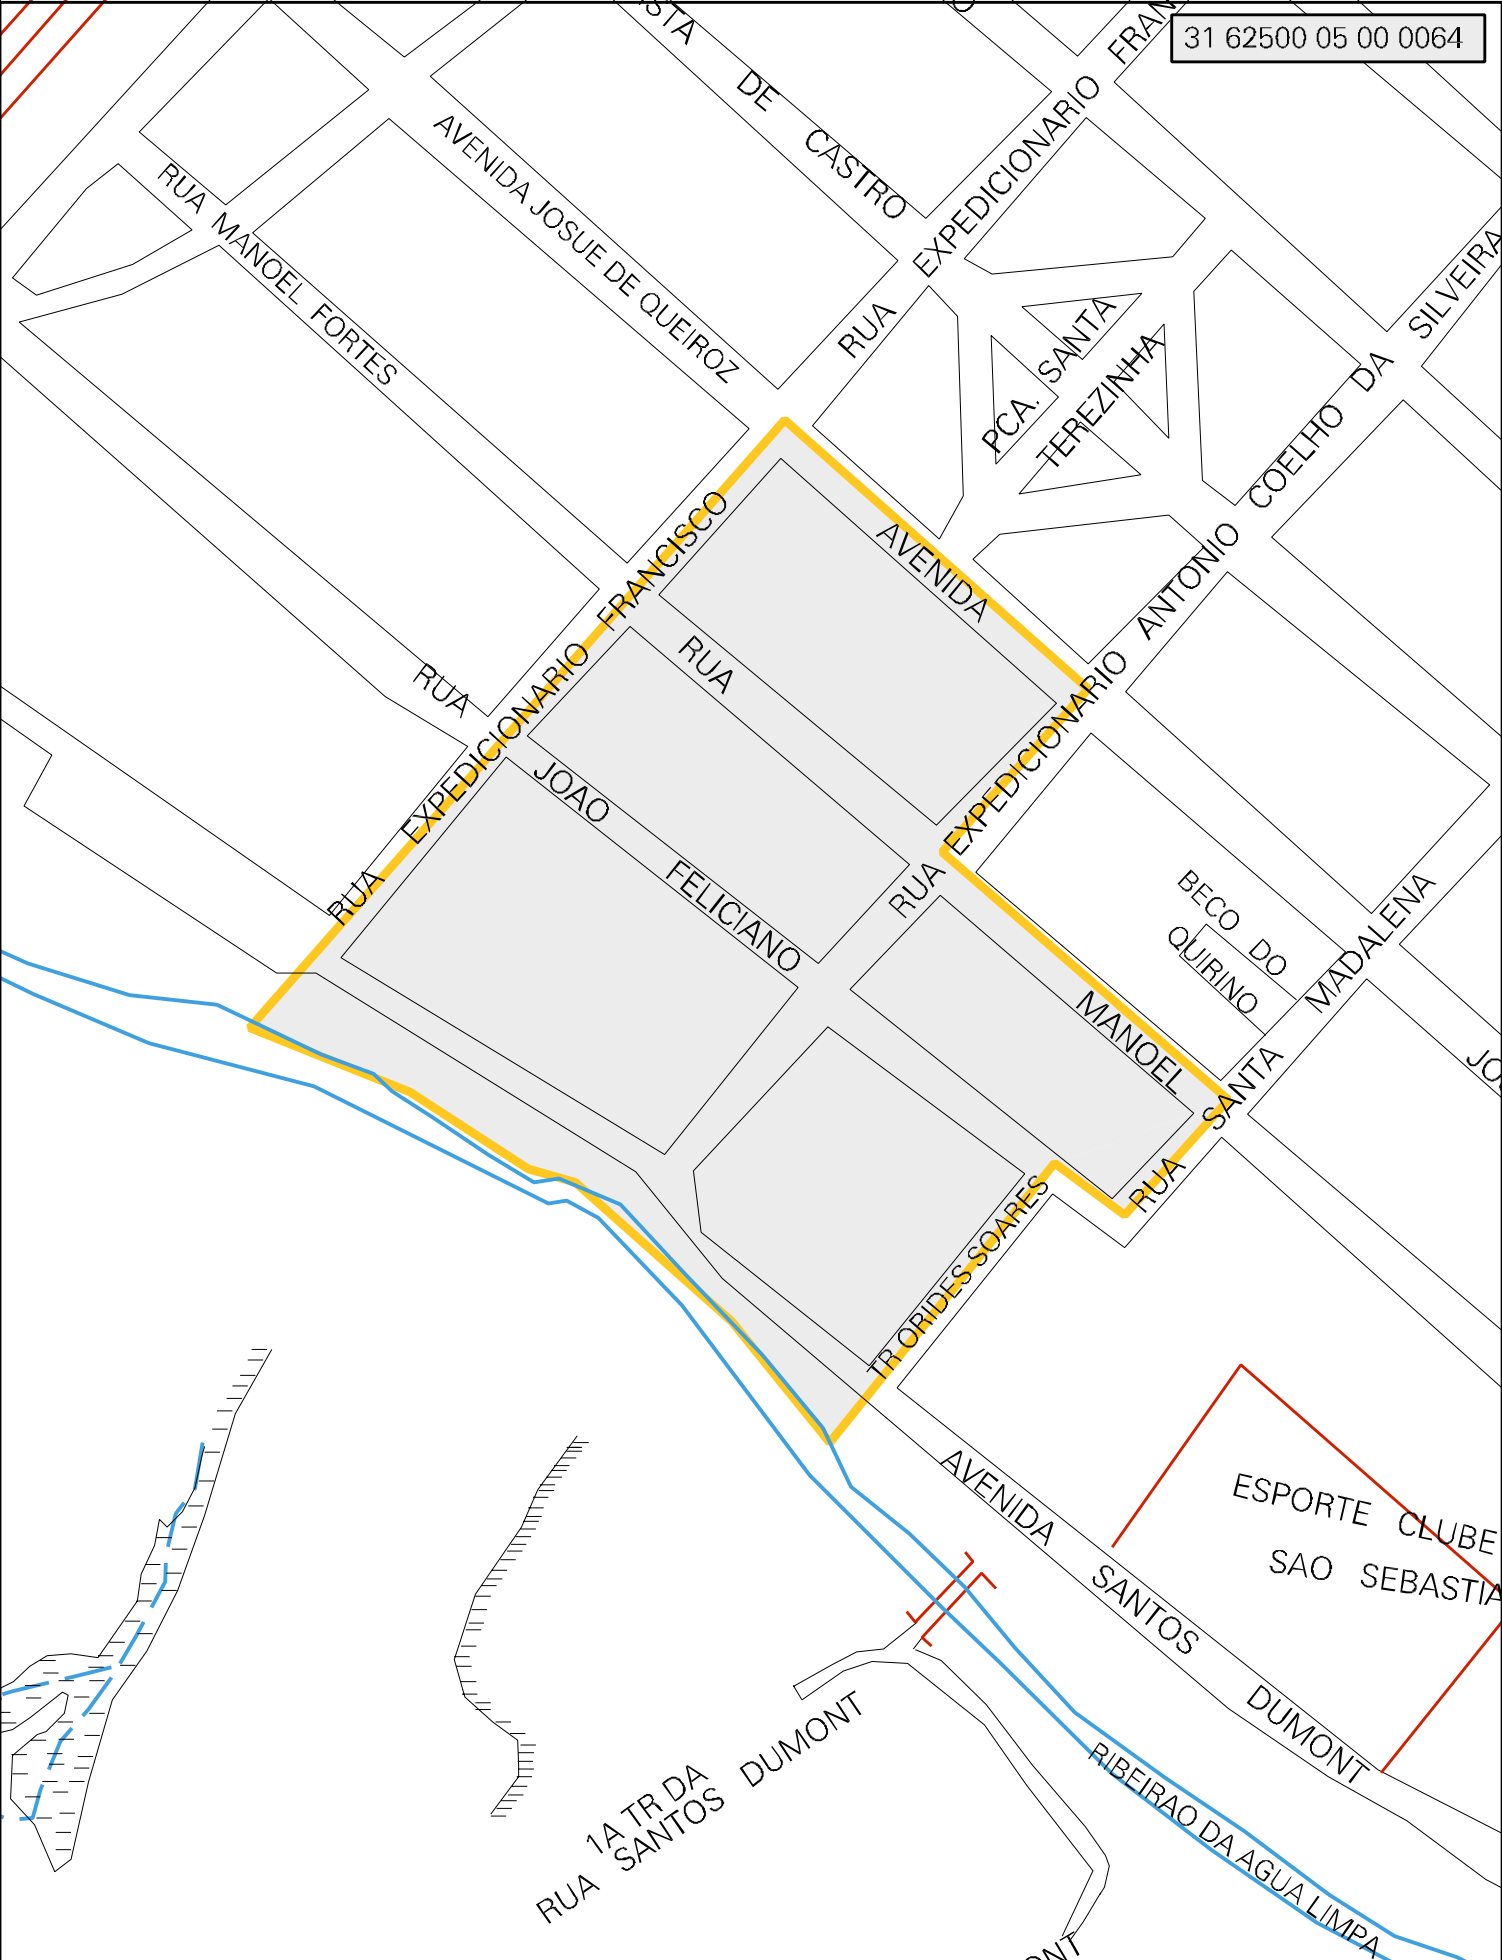 31 62500 05 00 0064
DE CASTRO
RUA EXPEDICIONARIO FRAN
AVENIDA JOSUE DE QUEIROZ
RUA MANOEL FORTES
PCA. SANTA
TEREZINHA
RUA EXPEDICIONARIO ANTONIO COELHO DA SILVEIRA
RUA EXPEDICIONARIO FRANCISCO
AVENIDA
RUA
MANOEL
RUA
JOAO FELICIANO
BECO DO
QUIRINO
RUA SANTA MADALENA
TR ORIDES SOARES
AVENIDA SANTOS DUMONT
ESPORTE CLUBE
SAO SEBASTIA
1A TR DA
RUA SANTOS DUMONT
RIBEIRAO DA AGUA LIMPA